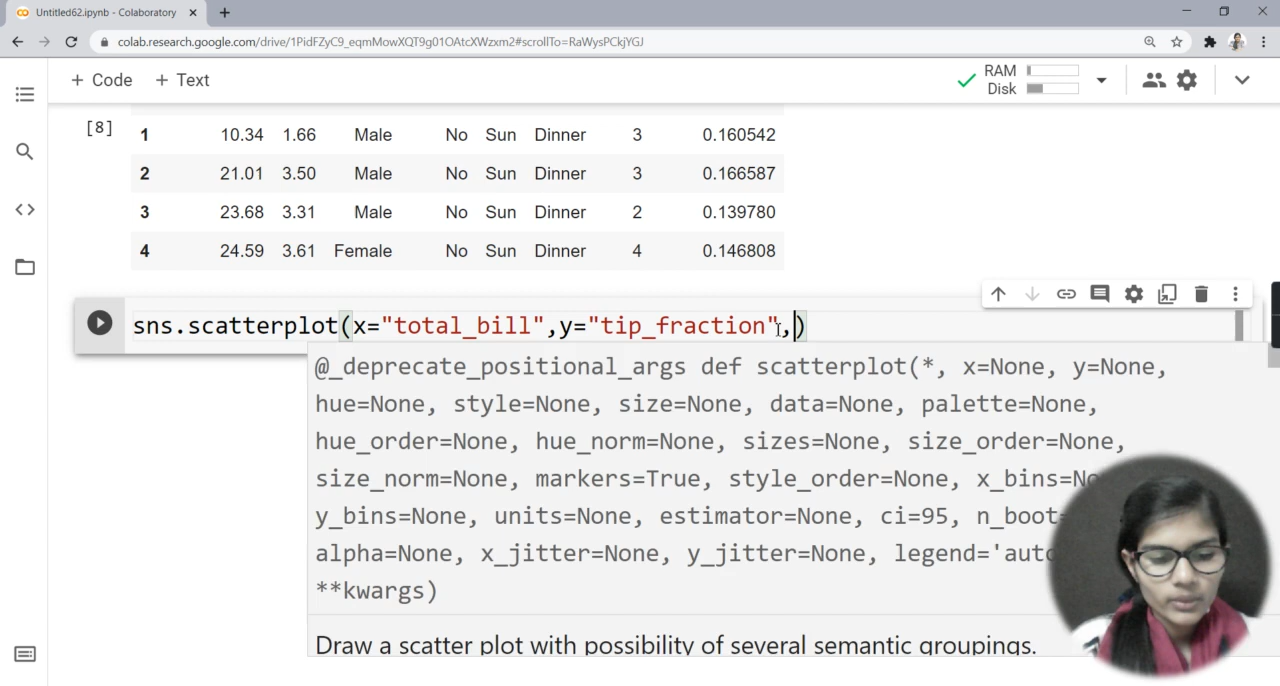 Untitled62.ipynb - Colaboratory
colab.research.google.com/drive/1PidFZyC9_eqmMowXQT9g01OAtcXWzxm2#scrollTo=RaWysPCkjYGJ
+ Code + Text
RAM
Disk
[8] 1 10.34 1.66 Male No Sun Dinner 3 0.160542
2 21.01 3.50 Male No Sun Dinner 3 0.166587
3 23.68 3.31 Male No Sun Dinner 2 0.139780
4 24.59 3.61 Female No Sun Dinner 4 0.146808
sns.scatterplot(x="total_bill",y="tip_fraction",)
@_deprecate_positional_args def scatterplot(*, x=None, y=None,
hue=None, style=None, size=None, data=None, palette=None,
hue_order=None, hue_norm=None, sizes=None, size_order=None,
size_norm=None, markers=True, style_order=None, x_bins=No
y_bins=None, units=None, estimator=None, ci=95, n_boot=
alpha=None, x_jitter=None, y_jitter=None, legend='auto
**kwargs)
Draw a scatter plot with possibility of several semantic groupings.